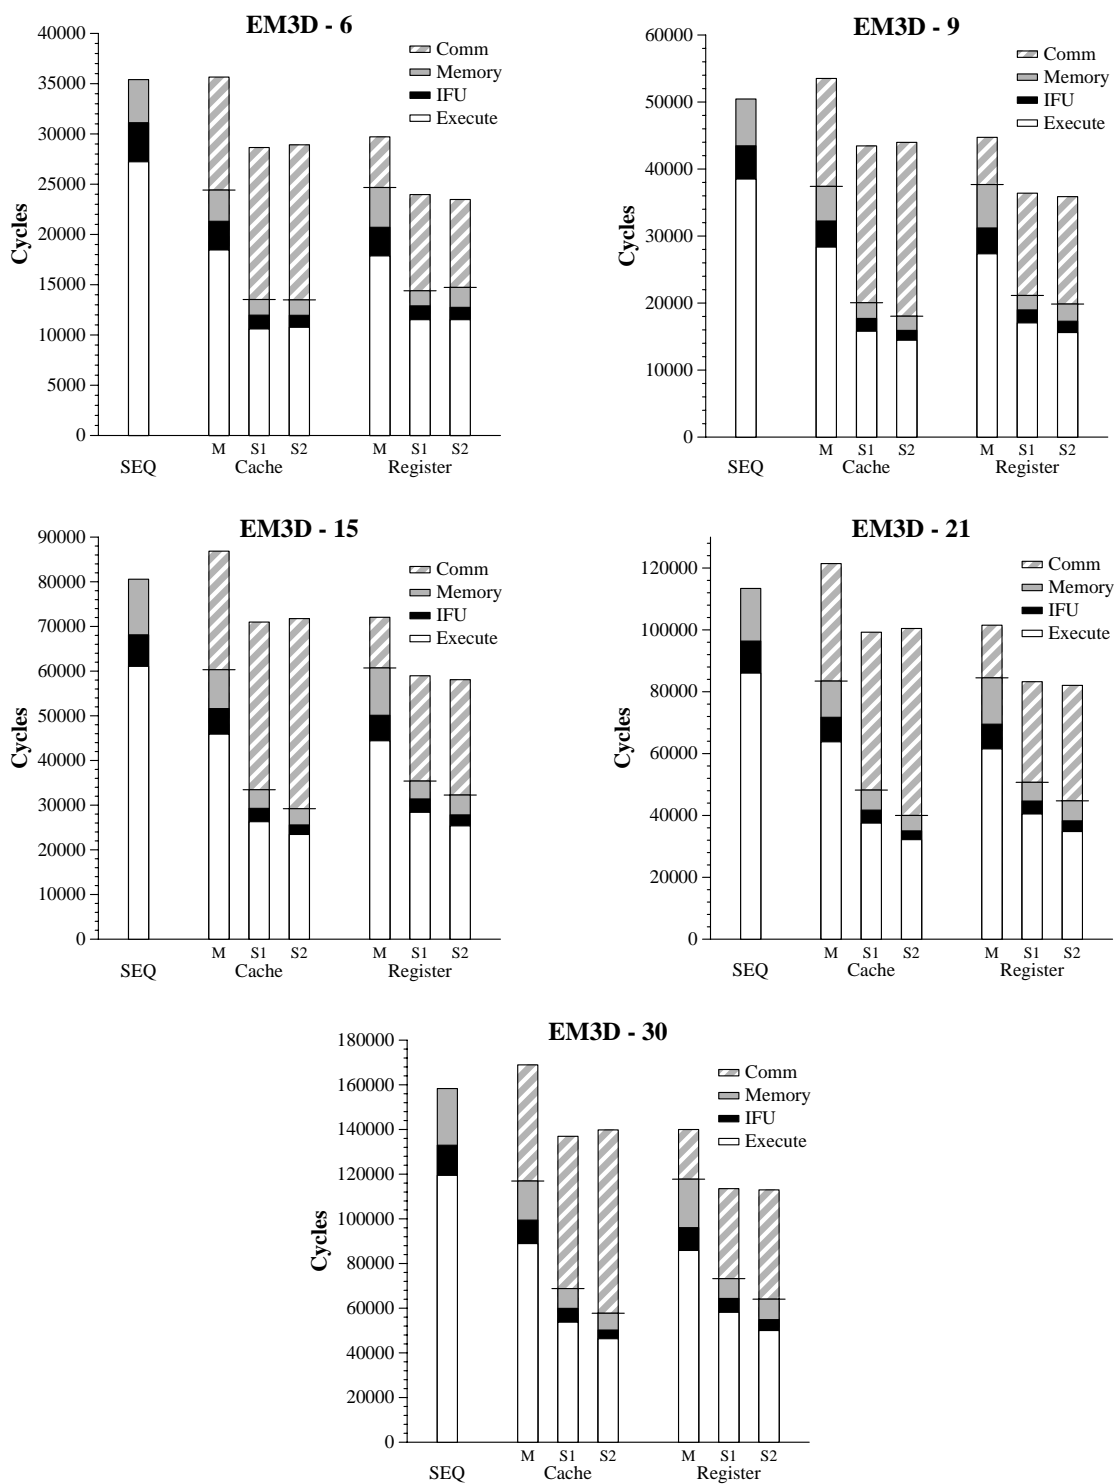 EM3D - 6
40000
35000
30000
25000
20000
15000
10000
5000
0
Cycles
Comm
Memory
IFU
Execute
M S1 S2 M S1 S2
SEQ Cache Register
EM3D - 9
60000
50000
40000
30000
20000
10000
0
Cycles
Comm
Memory
IFU
Execute
M S1 S2 M S1 S2
SEQ Cache Register
EM3D - 15
90000
80000
70000
60000
50000
40000
30000
20000
10000
0
Cycles
Comm
Memory
IFU
Execute
M S1 S2 M S1 S2
SEQ Cache Register
EM3D - 21
120000
100000
80000
60000
40000
20000
0
Cycles
Comm
Memory
IFU
Execute
M S1 S2 M S1 S2
SEQ Cache Register
EM3D - 30
180000
160000
140000
120000
100000
80000
60000
40000
20000
0
Cycles
Comm
Memory
IFU
Execute
M S1 S2 M S1 S2
SEQ Cache Register